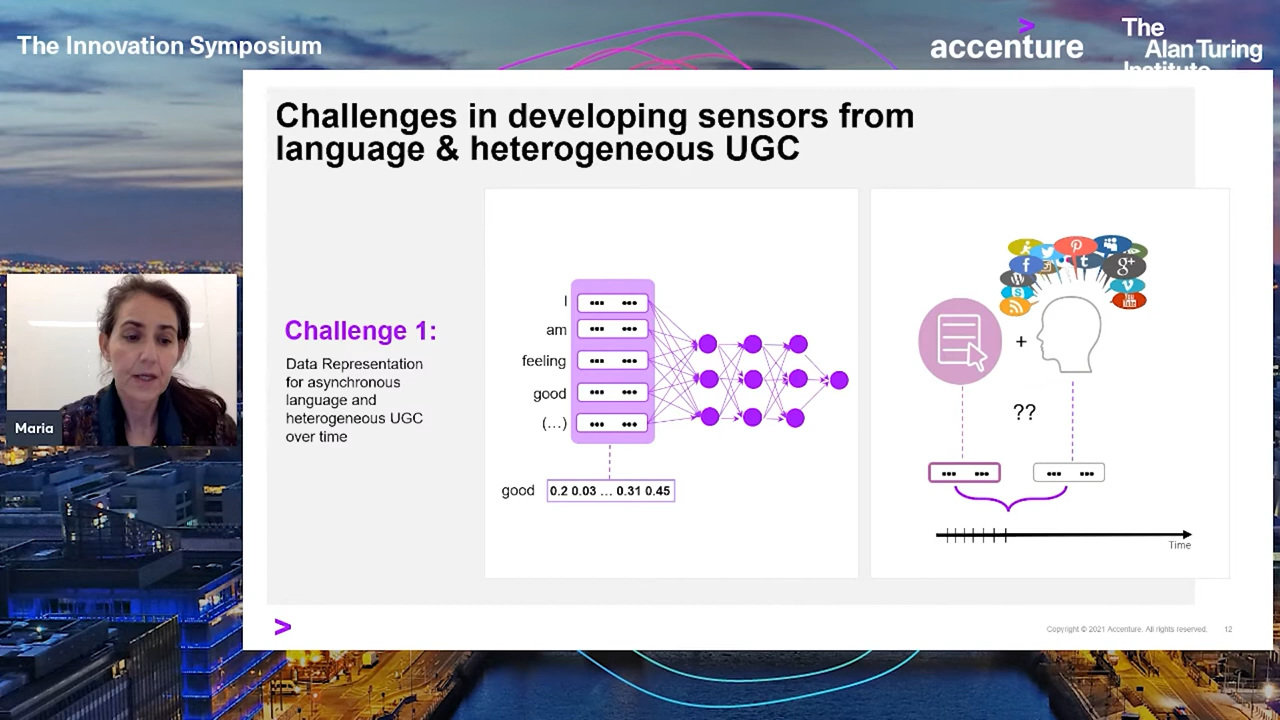 The Innovation Symposium
accenture
The
Alan Turing
Institute
Challenges in developing sensors from
language & heterogeneous UGC
Challenge 1:
Data Representation
for asynchronous
language and
heterogeneous UGC
over time
I
am
feeling
good
(...)
good 0.2 0.03 ... 0.31 0.45
+
??
Time
Maria
Copyright © 2021 Accenture. All rights reserved. 12